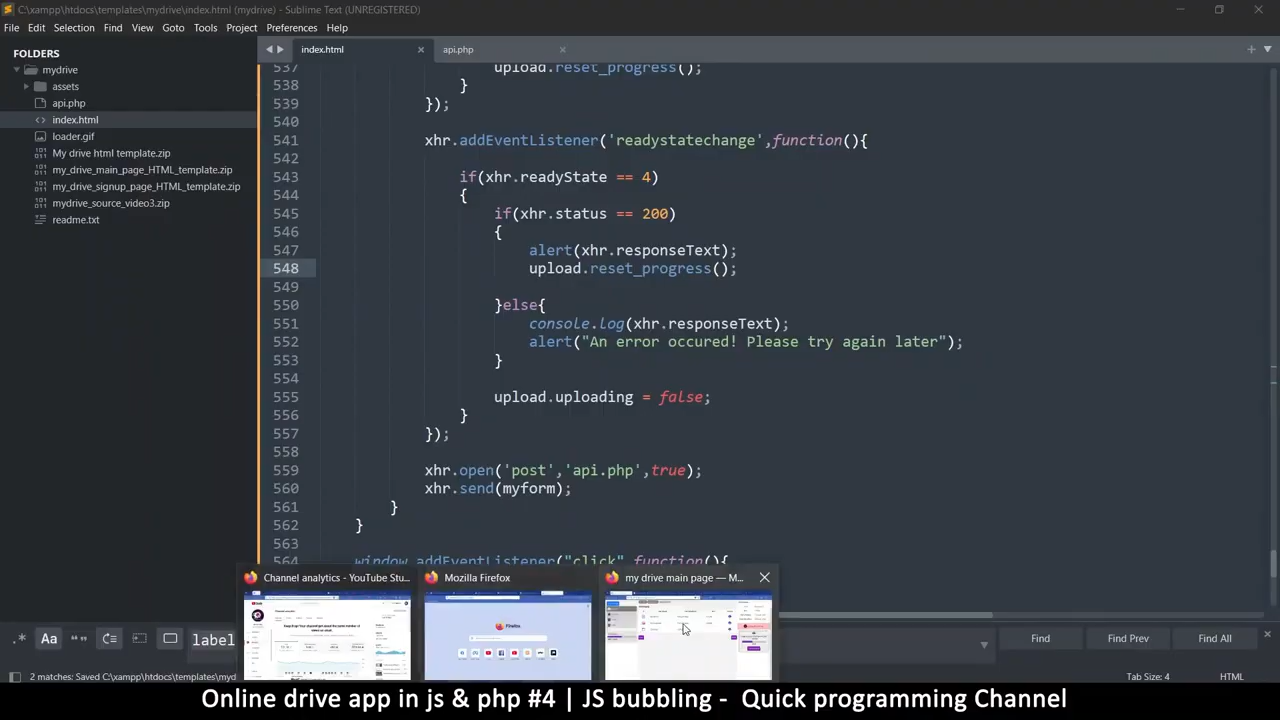 C:\xampp\htdocs\templates\mydrive\index.html (mydrive) - Sublime Text (UNREGISTERED)
File Edit Selection Find View Goto Tools Project Preferences Help
FOLDERS
mydrive
assets
api.php
index.html
loader.gif
My drive html template.zip
my_drive_main_page_HTML_template.zip
my_drive_signup_page_HTML_template.zip
mydrive_source_video3.zip
readme.txt
index.html api.php
537 upload.reset_progress();
538 }
539 });
540
541 xhr.addEventListener('readystatechange',function(){
542
543 if(xhr.readyState == 4)
544 {
545 if(xhr.status == 200)
546 {
547 alert(xhr.responseText);
548 upload.reset_progress();
549
550 }else{
551 console.log(xhr.responseText);
552 alert("An error occured! Please try again later");
553 }
554
555 upload.uploading = false;
556 }
557 });
558
559 xhr.open('post','api.php',true);
560 xhr.send(myform);
561 }
562 }
563
564 window.addEventListener("click",function(){
Channel analytics - YouTube Stu... Mozilla Firefox my drive main page — M...
.* Aa "" label Find Find Prev Find All
2 matches: Saved C:\xampp\htdocs\templates\myd Tab Size: 4 HTML
Online drive app in js & php #4 | JS bubbling - Quick programming Channel